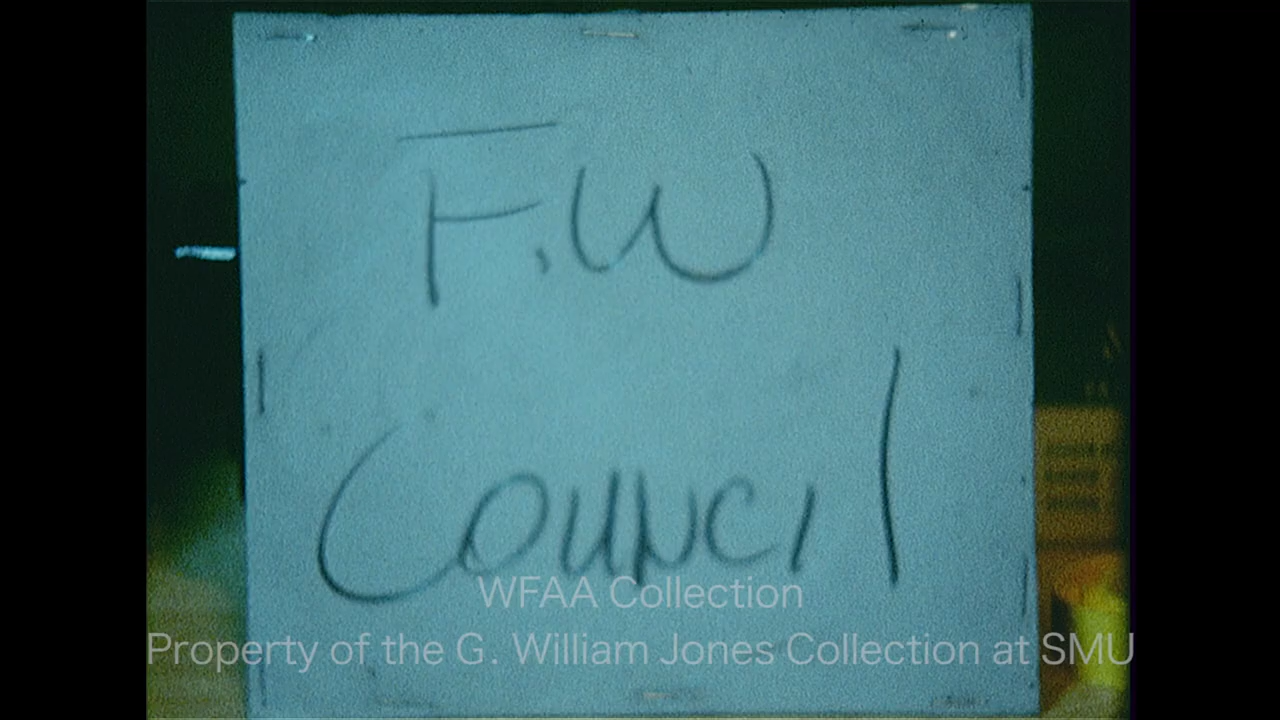 F.W
Council
WFAA Collection
Property of the G. William Jones Collection at SMU